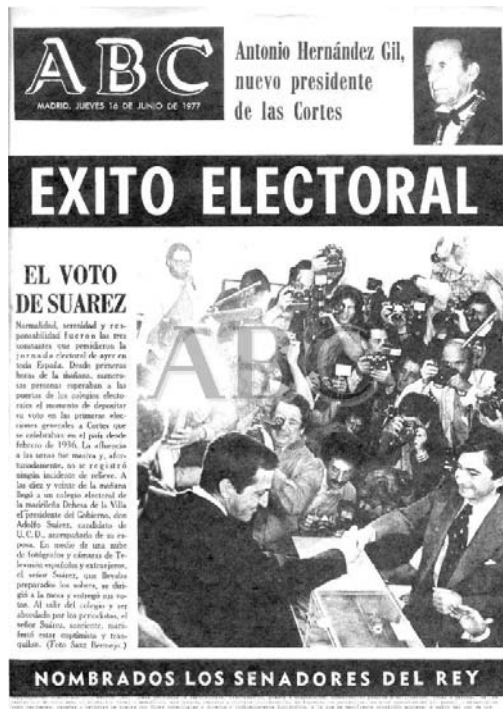 ABC
MADRID, JUEVES 16 DE JUNIO DE 1977
Antonio Hernández Gil,
nuevo presidente
de las Cortes
EXITO ELECTORAL
EL VOTO
DE SUAREZ
Normalidad, serenidad y res-
ponsabilidad fueron las tres
constantes que presidieron la
jornada electoral de ayer en
toda España. Desde primeras
horas de la mañana, numero-
sas personas esperaban a las
puertas de los colegios electo-
rales el momento de depositar
su voto en las primeras elec-
ciones generales a Cortes que
se celebraban en el país desde
febrero de 1936. La afluencia
a las urnas fue masiva y, afor-
tunadamente, no se registró
ningún incidente de relieve. A
las diez y veinte de la mañana
llegó a un colegio electoral de
la madrileña Dehesa de la Villa
el presidente del Gobierno, don
Adolfo Suárez, candidato de
U.C.D., acompañado de su es-
posa. En medio de una nube
de fotógrafos y cámaras de Te-
levisión españoles y extranjeros,
el señor Suárez, que llevaba
preparados los sobres, se diri-
gió a la mesa y entregó sus vo-
tos. Al salir del colegio y ser
abordado por los periodistas, el
señor Suárez, sonriente, mani-
festó estar «optimista y tran-
quilo». (Foto Sanz Bermejo.)
ABC
NOMBRADOS LOS SENADORES DEL REY